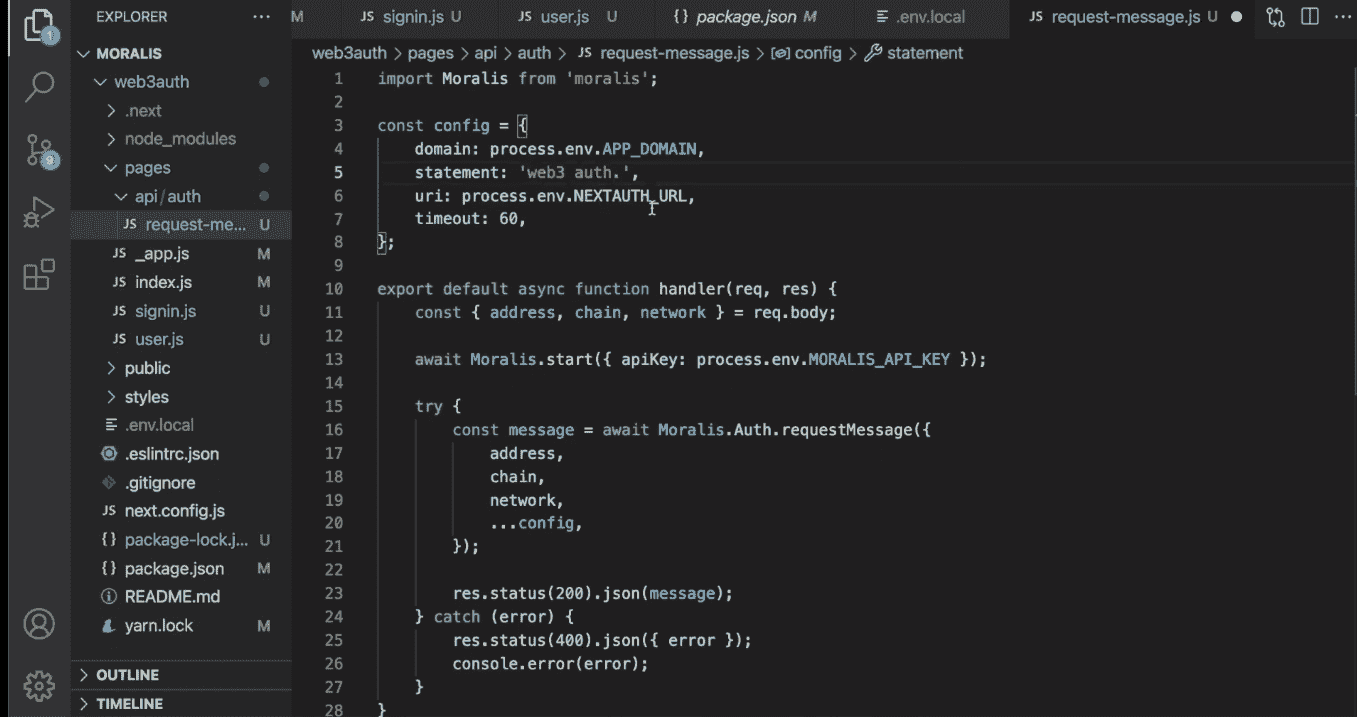 EXPLORER ... M JS signin.js U JS user.js U {} package.json M .env.local JS request-message.js U ● ...
1
MORALIS
web3auth > pages > api > auth > JS request-message.js > config > statement
web3auth
.next
node_modules
pages
9
api/auth
JS request-me... U
JS _app.js M
JS index.js M
JS signin.js U
JS user.js U
public
styles
.env.local
.eslintrc.json
.gitignore
JS next.config.js
{} package-lock.j... U
{} package.json M
README.md
yarn.lock M
OUTLINE
TIMELINE
1 import Moralis from 'moralis';
2
3 const config = {
4 domain: process.env.APP_DOMAIN,
5 statement: 'web3 auth.',
6 uri: process.env.NEXTAUTH_URL,
7 timeout: 60,
8 };
9
10 export default async function handler(req, res) {
11 const { address, chain, network } = req.body;
12
13 await Moralis.start({ apiKey: process.env.MORALIS_API_KEY });
14
15 try {
16 const message = await Moralis.Auth.requestMessage({
17 address,
18 chain,
19 network,
20 ...config,
21 });
22
23 res.status(200).json(message);
24 } catch (error) {
25 res.status(400).json({ error });
26 console.error(error);
27 }
28 }